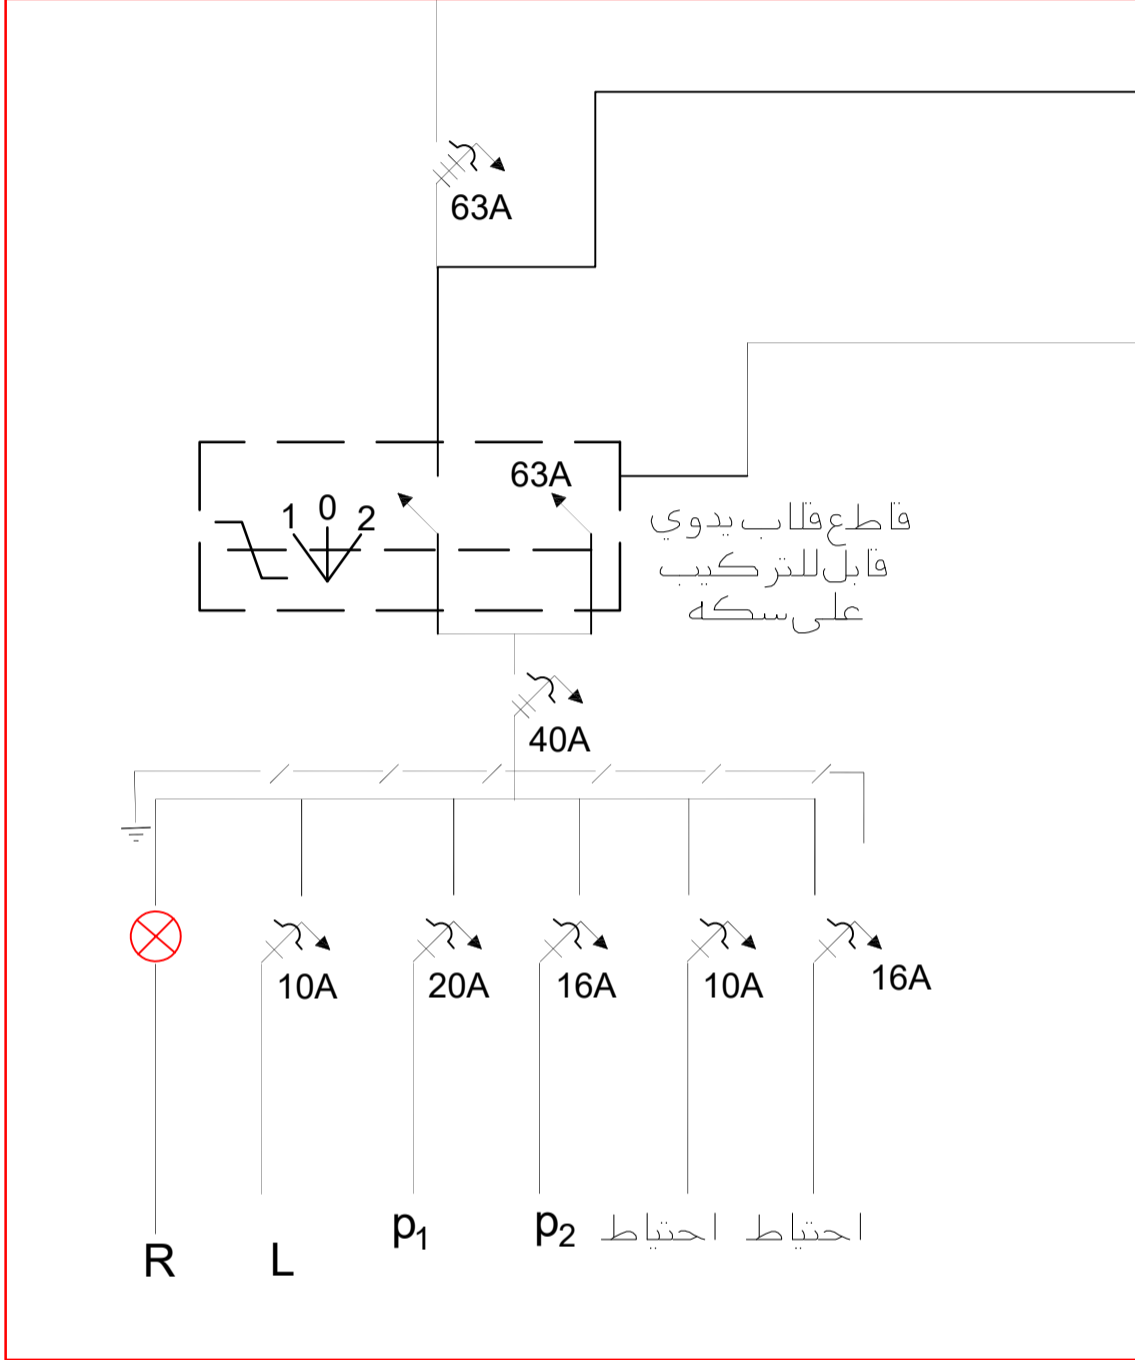 63A
63A
1 0 2
قاطع قلاب يدوي
قابل للتركيب
على سكه
40A
10A
20A
16A
10A
16A
R
L
p₁
p₂
احتياط
احتياط